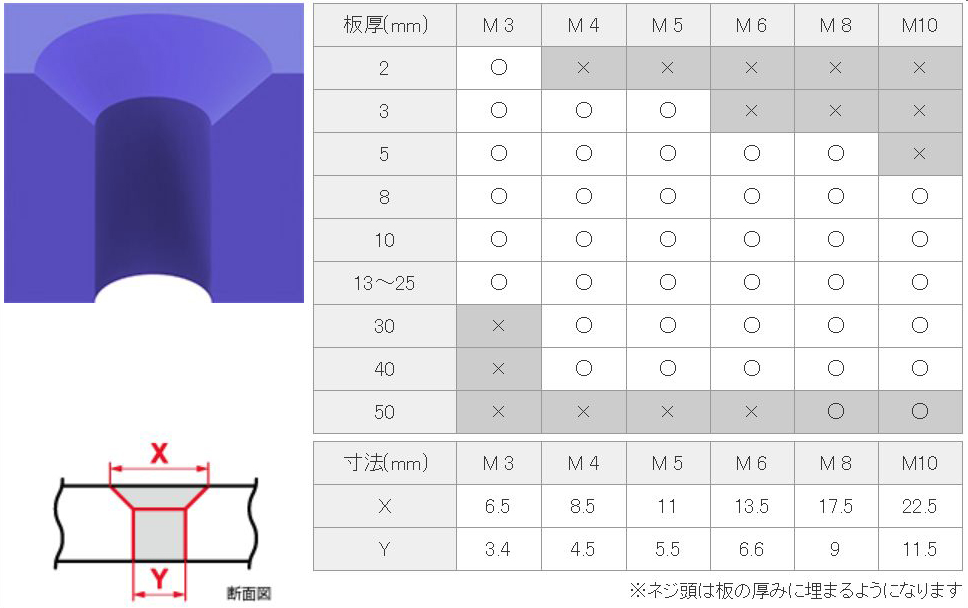 板厚(mm) M3 M4 M5 M6 M8 M10
2 ○ × × × × ×
3 ○ ○ ○ × × ×
5 ○ ○ ○ ○ ○ ×
8 ○ ○ ○ ○ ○ ○
10 ○ ○ ○ ○ ○ ○
13～25 ○ ○ ○ ○ ○ ○
30 × ○ ○ ○ ○ ○
40 × ○ ○ ○ ○ ○
50 × × × × ○ ○
寸法(mm) M3 M4 M5 M6 M8 M10
X 6.5 8.5 11 13.5 17.5 22.5
Y 3.4 4.5 5.5 6.6 9 11.5
※ネジ頭は板の厚みに埋まるようになります
X
Y
断面図